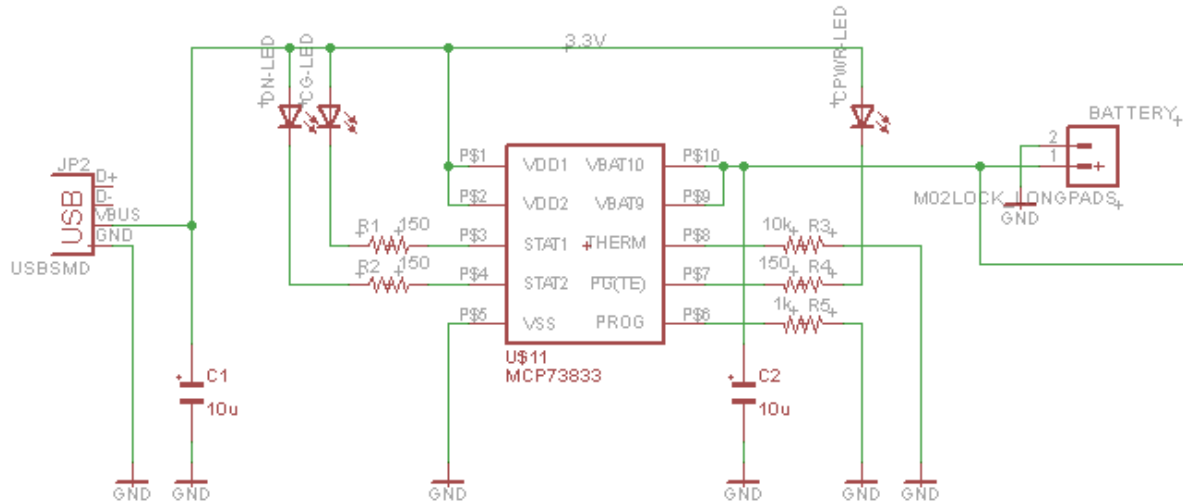 3.3V
DN-LED
CG-LED
CPWR-LED
BATTERY
2
1
M02LOCK_LONGPADS
GND
JP2
D+
D-
VBUS
GND
USB
USBSMD
P$1
VDD1
VBAT10
P$10
P$2
VDD2
VBAT9
P$9
R1
150
P$3
STAT1
THERM
P$8
10k
R3
R2
150
P$4
STAT2
PG(TE)
P$7
150
R4
P$5
VSS
PROG
P$6
1k
R5
U$11
MCP73833
C1
10u
C2
10u
GND
GND
GND
GND
GND
GND